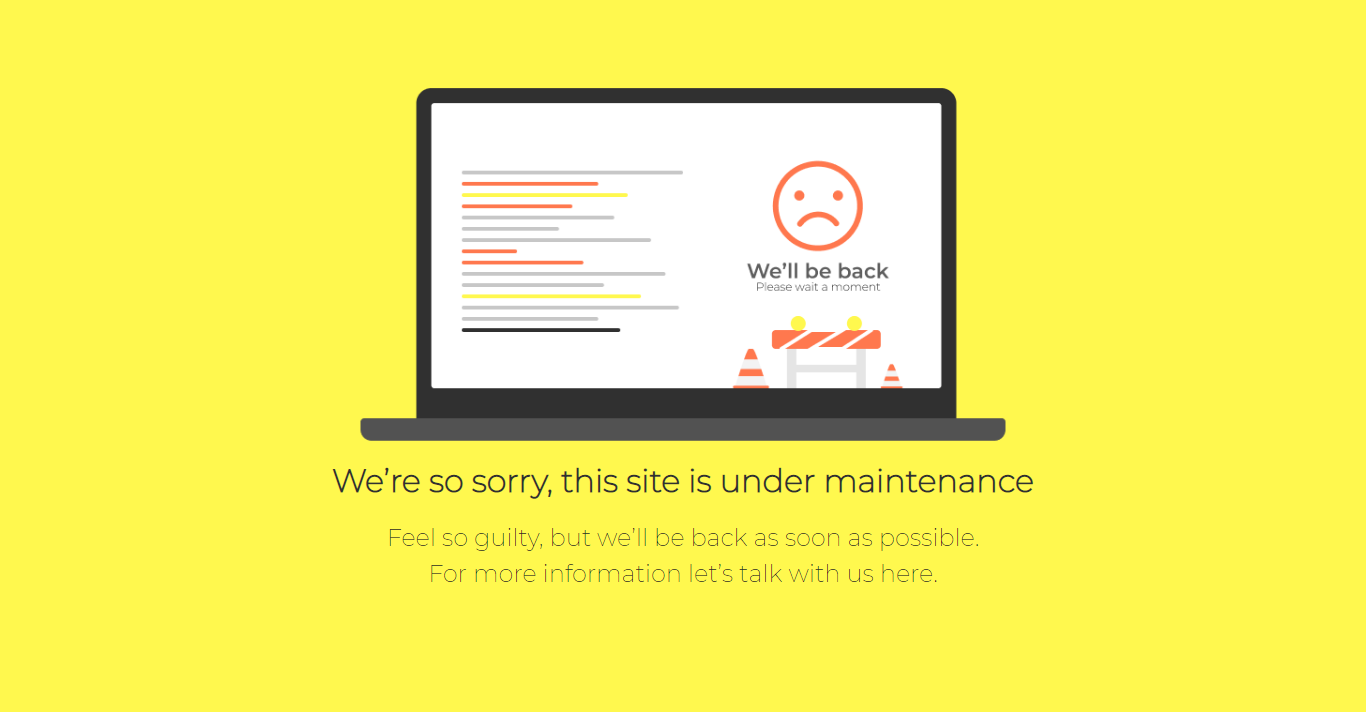 We’ll be back
Please wait a moment
We’re so sorry, this site is under maintenance
Feel so guilty, but we’ll be back as soon as possible.
For more information let’s talk with us here.